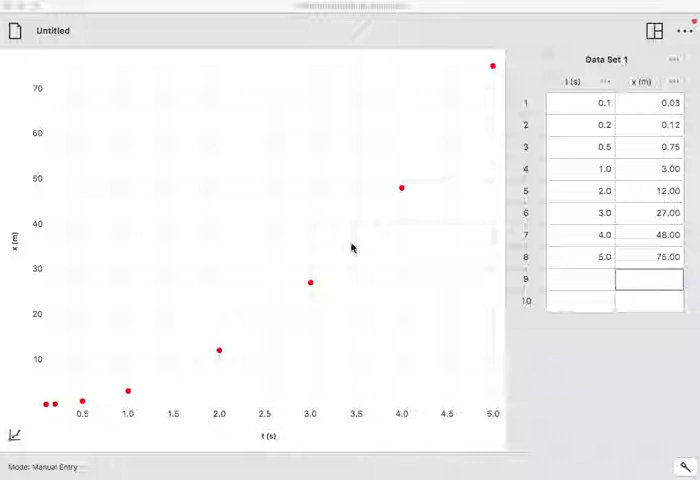 Untitled
Data Set 1
t (s) x (m)
1 0.1 0.03
2 0.2 0.12
3 0.5 0.75
4 1.0 3.00
5 2.0 12.00
6 3.0 27.00
7 4.0 48.00
8 5.0 75.00
9
10
70
60
50
40
30
20
10
x (m)
0.5 1.0 1.5 2.0 2.5 3.0 3.5 4.0 4.5 5.0
t (s)
Mode: Manual Entry